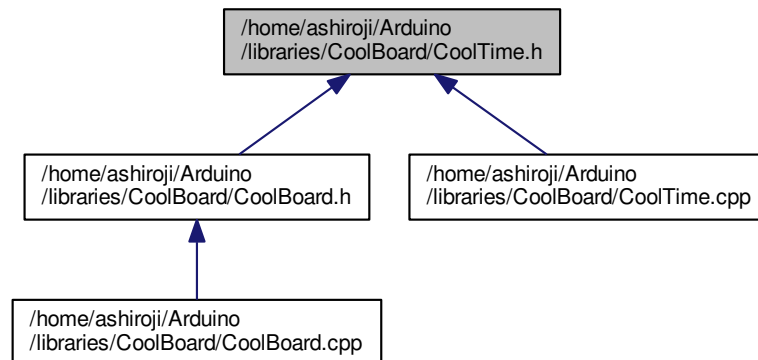 /home/ashiroji/Arduino
/libraries/CoolBoard/CoolTime.h
/home/ashiroji/Arduino
/libraries/CoolBoard/CoolBoard.h
/home/ashiroji/Arduino
/libraries/CoolBoard/CoolTime.cpp
/home/ashiroji/Arduino
/libraries/CoolBoard/CoolBoard.cpp